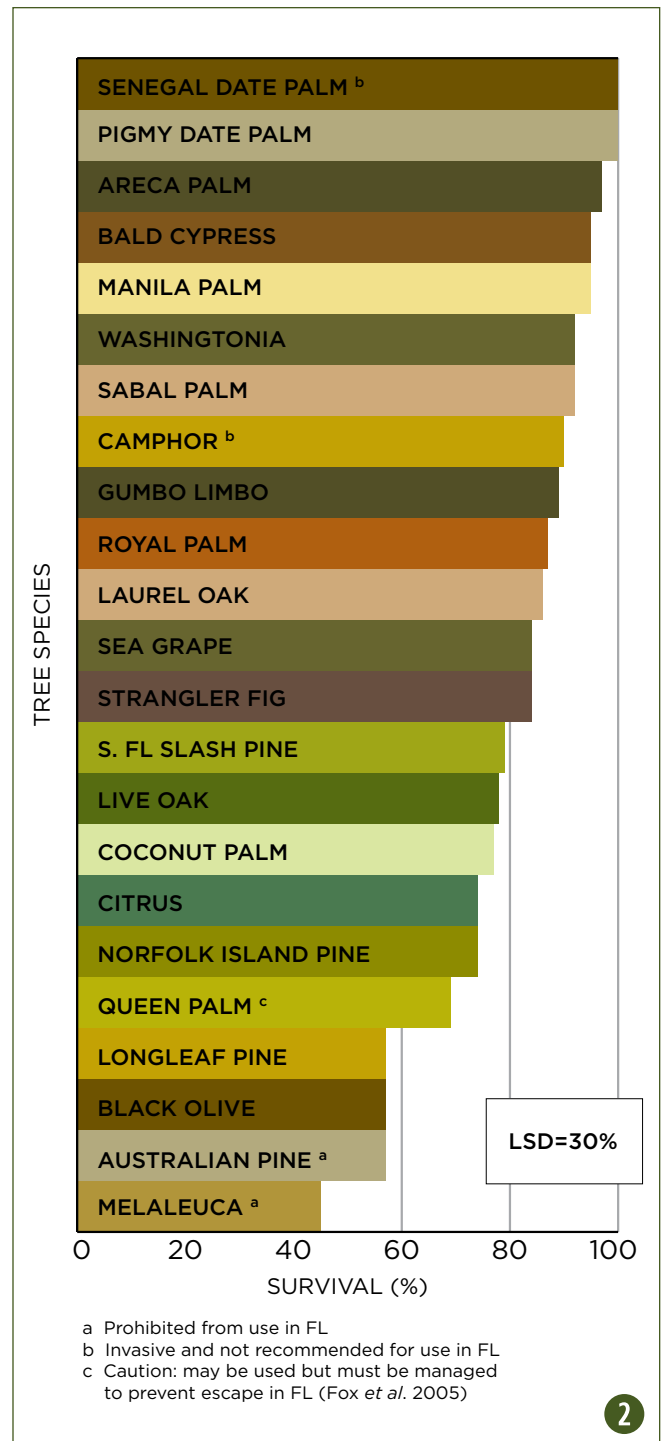 SENEGAL DATE PALM b
PIGMY DATE PALM
ARECA PALM
BALD CYPRESS
MANILA PALM
WASHINGTONIA
SABAL PALM
CAMPHOR b
GUMBO LIMBO
ROYAL PALM
LAUREL OAK
SEA GRAPE
STRANGLER FIG
S. FL SLASH PINE
LIVE OAK
COCONUT PALM
CITRUS
NORFOLK ISLAND PINE
QUEEN PALM c
LONGLEAF PINE
BLACK OLIVE
AUSTRALIAN PINE a
MELALEUCA a
TREE SPECIES
LSD=30%
0 20 40 60 80 100
SURVIVAL (%)
a Prohibited from use in FL
b Invasive and not recommended for use in FL
c Caution: may be used but must be managed
to prevent escape in FL (Fox et al. 2005)
2